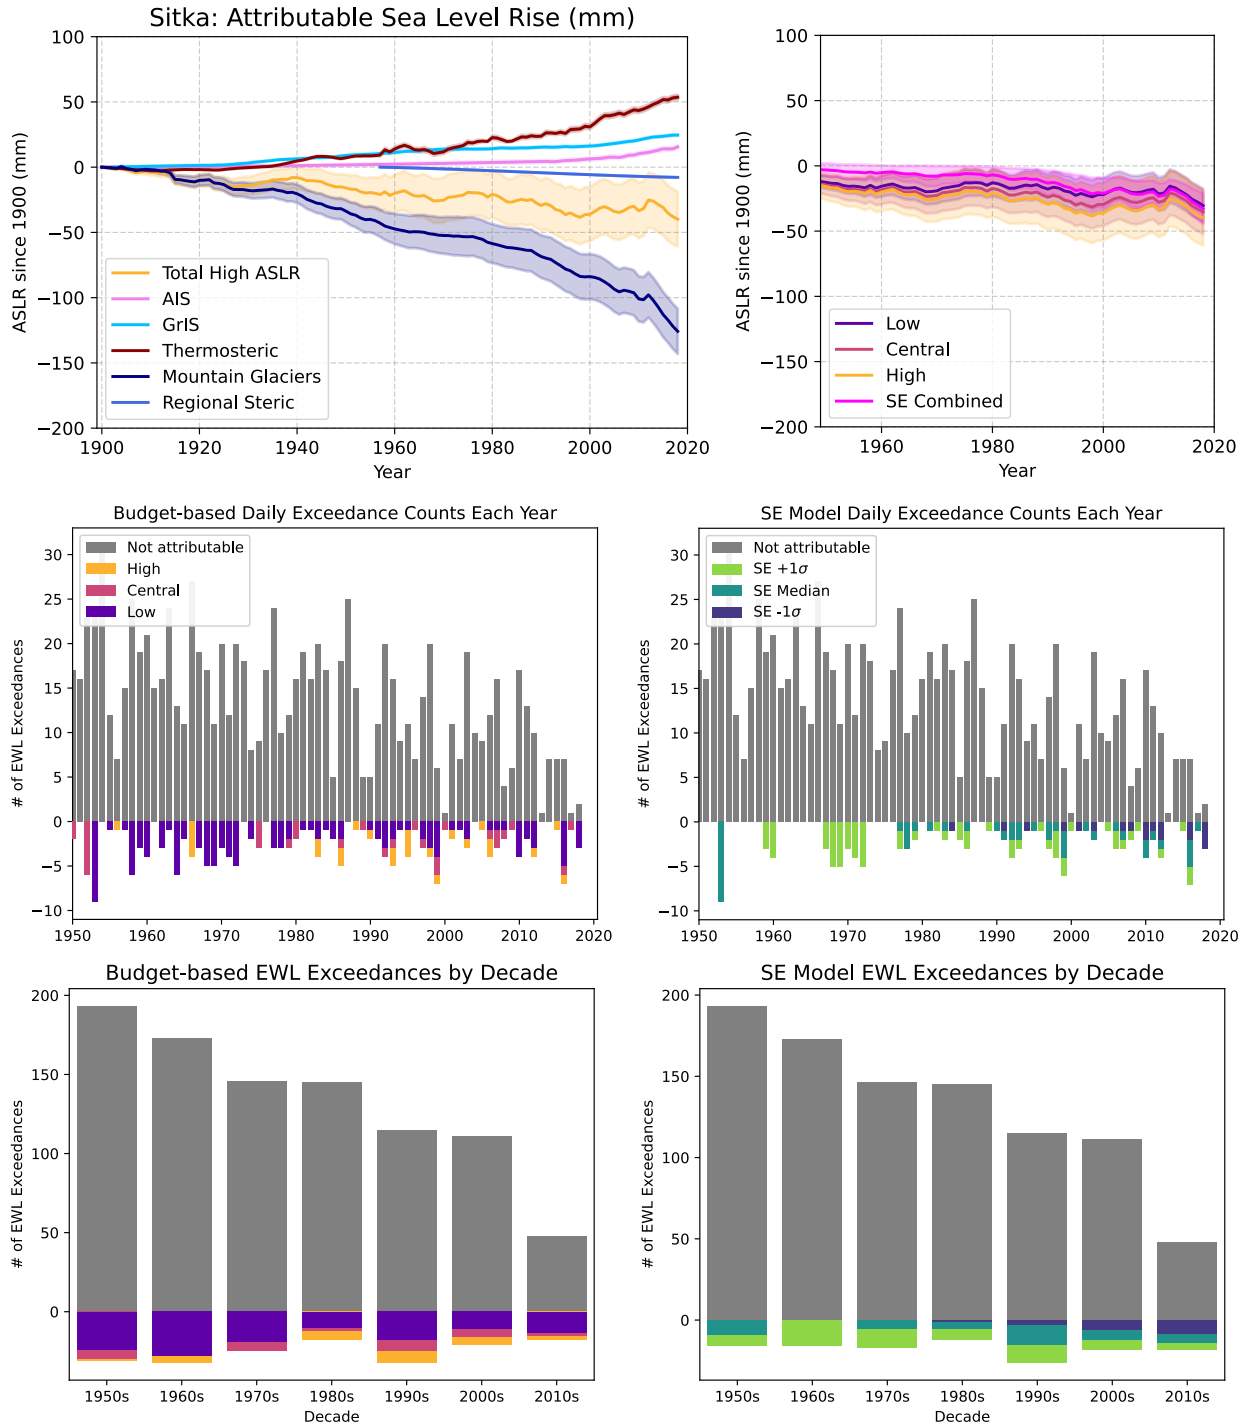 Sitka: Attributable Sea Level Rise (mm)
ASLR since 1900 (mm)
100
50
0
−50
−100
−150
−200
Total High ASLR
AIS
GrIS
Thermosteric
Mountain Glaciers
Regional Steric
1900
1920
1940
1960
1980
2000
2020
Year
ASLR since 1900 (mm)
100
50
0
−50
−100
−150
−200
Low
Central
High
SE Combined
1960
1980
2000
2020
Year
Budget-based Daily Exceedance Counts Each Year
# of EWL Exceedances
30
25
20
15
10
5
0
−5
−10
Not attributable
High
Central
Low
1950
1960
1970
1980
1990
2000
2010
2020
SE Model Daily Exceedance Counts Each Year
# of EWL Exceedances
30
25
20
15
10
5
0
−5
−10
Not attributable
SE +1σ
SE Median
SE -1σ
1950
1960
1970
1980
1990
2000
2010
2020
Budget-based EWL Exceedances by Decade
# of EWL Exceedances
200
150
100
50
0
1950s
1960s
1970s
1980s
1990s
2000s
2010s
Decade
SE Model EWL Exceedances by Decade
# of EWL Exceedances
200
150
100
50
0
1950s
1960s
1970s
1980s
1990s
2000s
2010s
Decade